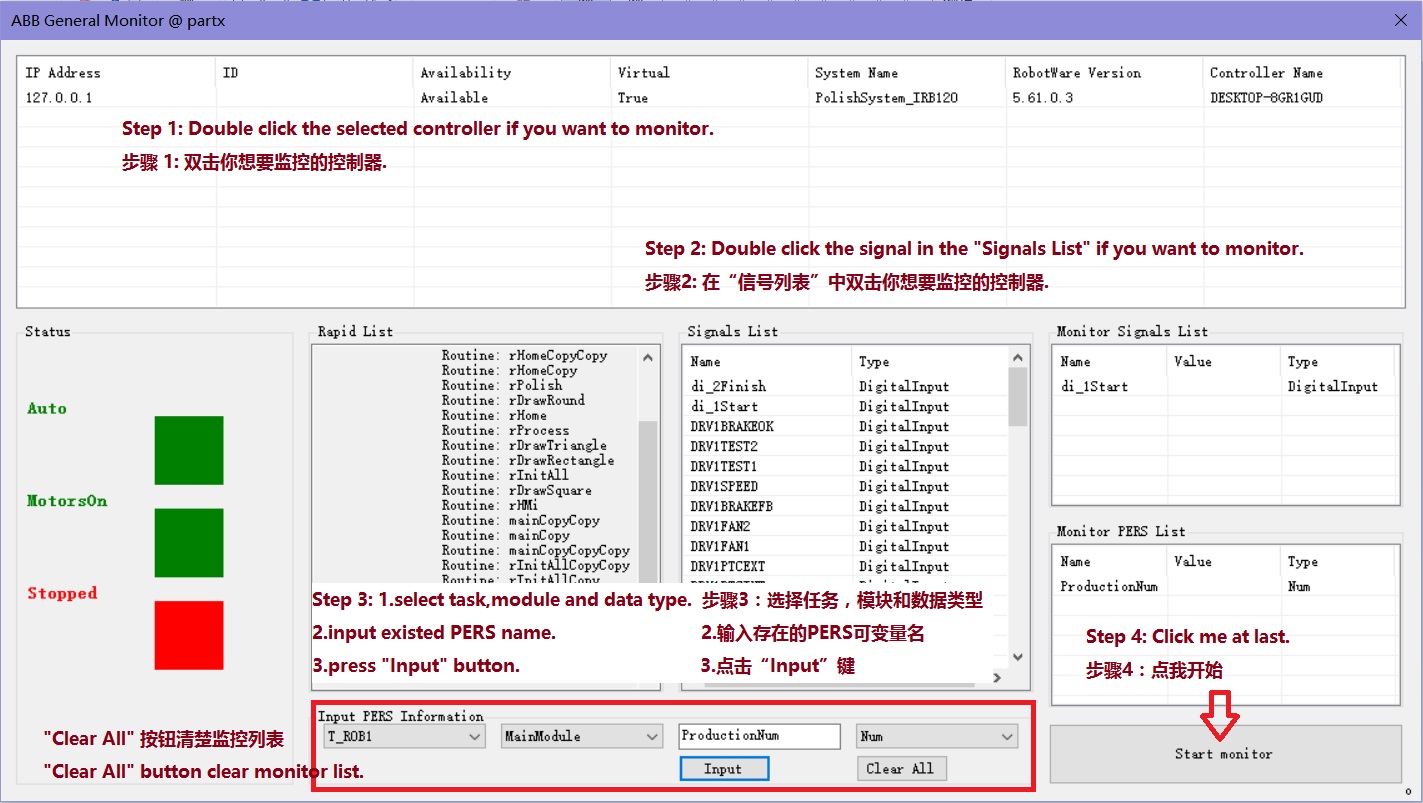 ABB General Monitor @ partx
IP Address ID Availability Virtual System Name RobotWare Version Controller Name
127.0.0.1 Available True PolishSystem_IRB120 5.61.0.3 DESKTOP-8GR1GUD
Step 1: Double click the selected controller if you want to monitor.
步骤 1: 双击你想要监控的控制器.
Step 2: Double click the signal in the "Signals List" if you want to monitor.
步骤2: 在“信号列表”中双击你想要监控的控制器.
Status
Auto
MotorsOn
Stopped
"Clear All" 按钮清楚监控列表
"Clear All" button clear monitor list.
Rapid List
Routine: rHomeCopyCopy
Routine: rHomeCopy
Routine: rPolish
Routine: rDrawRound
Routine: rHome
Routine: rProcess
Routine: rDrawTriangle
Routine: rDrawRectangle
Routine: rInitAll
Routine: rDrawSquare
Routine: rHMi
Routine: mainCopyCopy
Routine: mainCopy
Routine: mainCopyCopyCopy
Routine: rInitAllCopyCopy
Routine: rInitAllCopy
Signals List
Name Type
di_2Finish DigitalInput
di_1Start DigitalInput
DRV1BRAKEOK DigitalInput
DRV1TEST2 DigitalInput
DRV1TEST1 DigitalInput
DRV1SPEED DigitalInput
DRV1BRAKEFB DigitalInput
DRV1FAN2 DigitalInput
DRV1FAN1 DigitalInput
DRV1PTCEXT DigitalInput
Step 3: 1.select task,module and data type. 步骤3：选择任务，模块和数据类型
2.input existed PERS name. 2.输入存在的PERS可变量名
3.press "Input" button. 3.点击“Input”键
Input PERS Information
T_ROB1 MainModule ProductionNum Num
Input Clear All
Monitor Signals List
Name Value Type
di_1Start DigitalInput
Monitor PERS List
Name Value Type
ProductionNum Num
Step 4: Click me at last.
步骤4：点我开始
Start monitor